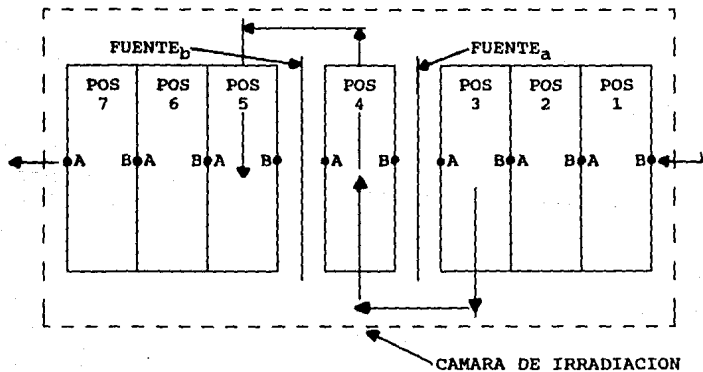 FUENTEb FUENTEa
POS POS POS POS POS POS POS
7 6 5 4 3 2 1
A B A B A B A B A B A B A B
CAMARA DE IRRADIACION